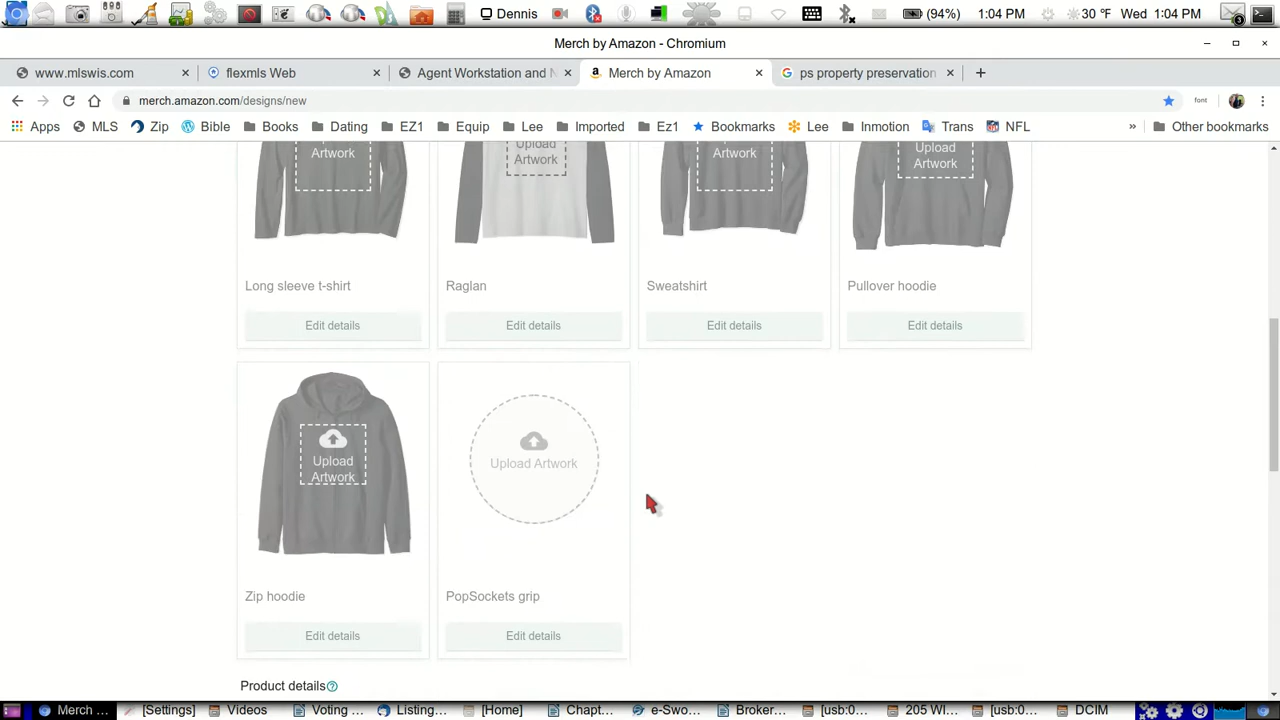 Dennis
(94%)
1:04 PM
30 °F
Wed
1:04 PM
Merch by Amazon - Chromium
www.mlswis.com
flexmls Web
Agent Workstation and N
Merch by Amazon
ps property preservation
merch.amazon.com/designs/new
font
Apps
MLS
Zip
Bible
Books
Dating
EZ1
Equip
Lee
Imported
Ez1
Bookmarks
Lee
Inmotion
Trans
NFL
»
Other bookmarks
Artwork
Upload
Artwork
Artwork
Upload
Artwork
Long sleeve t-shirt
Raglan
Sweatshirt
Pullover hoodie
Edit details
Edit details
Edit details
Edit details
Upload
Artwork
Upload Artwork
Zip hoodie
PopSockets grip
Edit details
Edit details
Product details
Merch ...
[Settings]
Videos
Voting ...
Listing...
[Home]
Chapt...
e-Swo...
Broker...
[usb:0...
205 WI...
[usb:0...
DCIM